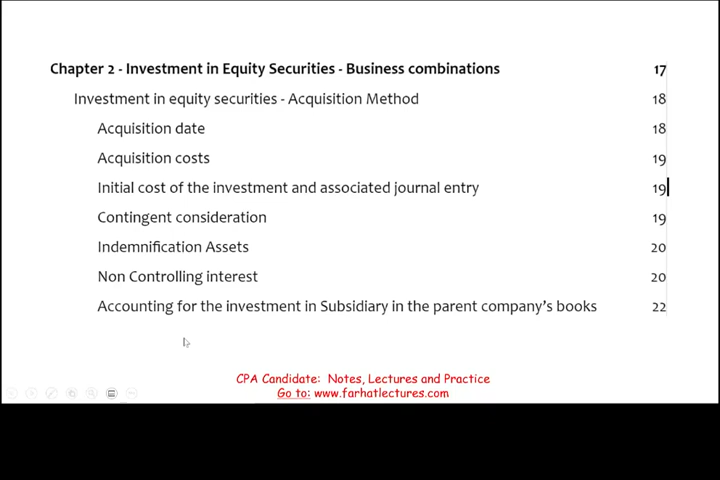 Chapter 2 - Investment in Equity Securities - Business combinations 17
Investment in equity securities - Acquisition Method 18
Acquisition date 18
Acquisition costs 19
Initial cost of the investment and associated journal entry 19
Contingent consideration 19
Indemnification Assets 20
Non Controlling interest 20
Accounting for the investment in Subsidiary in the parent company’s books 22
CPA Candidate: Notes, Lectures and Practice
Go to: www.farhatlectures.com